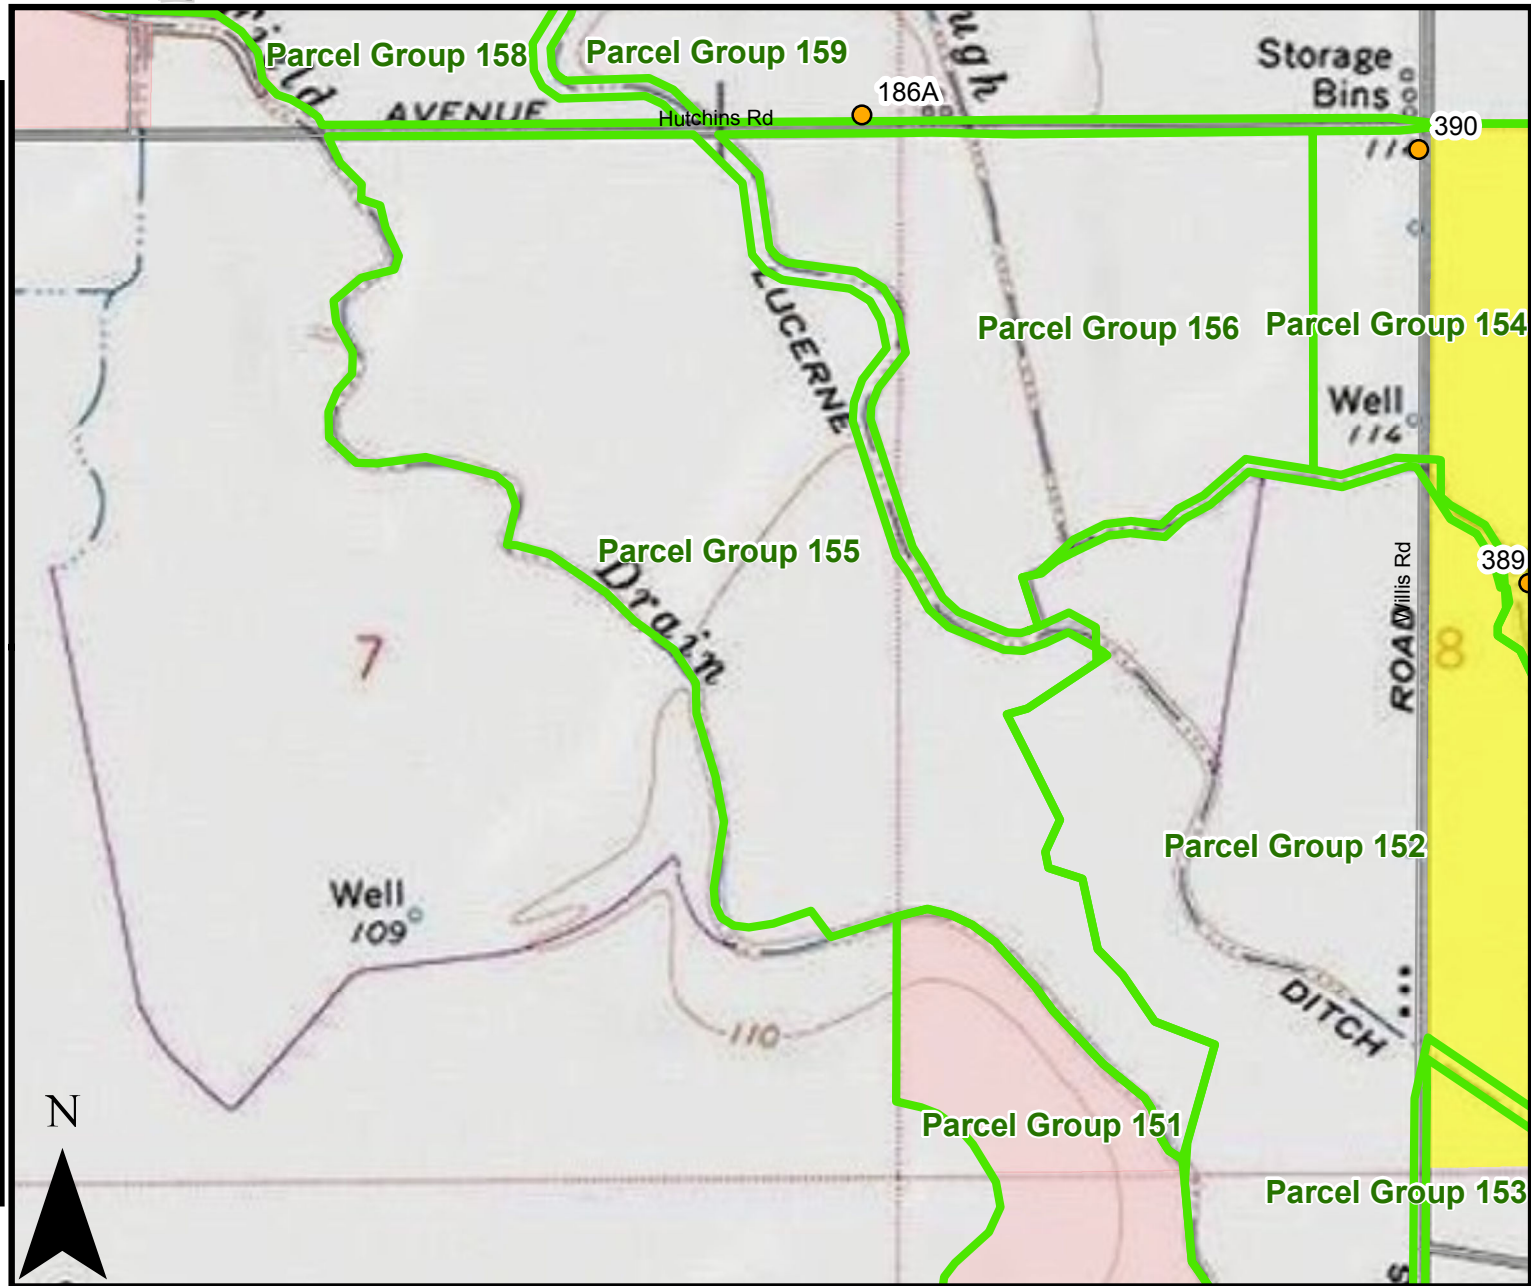 Parcel Group 158
Parcel Group 159
ugh
Storage
Bins
186A
AVENUE
Hutchins Rd
390
LUCERNE
Parcel Group 156
Parcel Group 154
Well
114
Parcel Group 155
Drain
Willis Rd
ROAD
389
7
8
Parcel Group 152
Well
109
DITCH
110
N
Parcel Group 151
Parcel Group 153